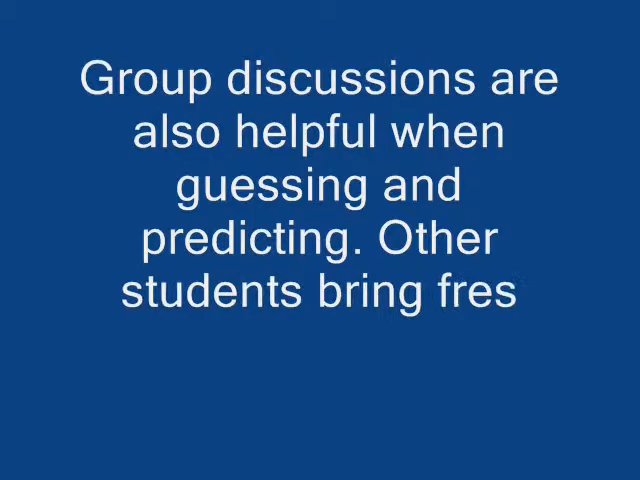 Group discussions are
also helpful when
guessing and
predicting. Other
students bring fres